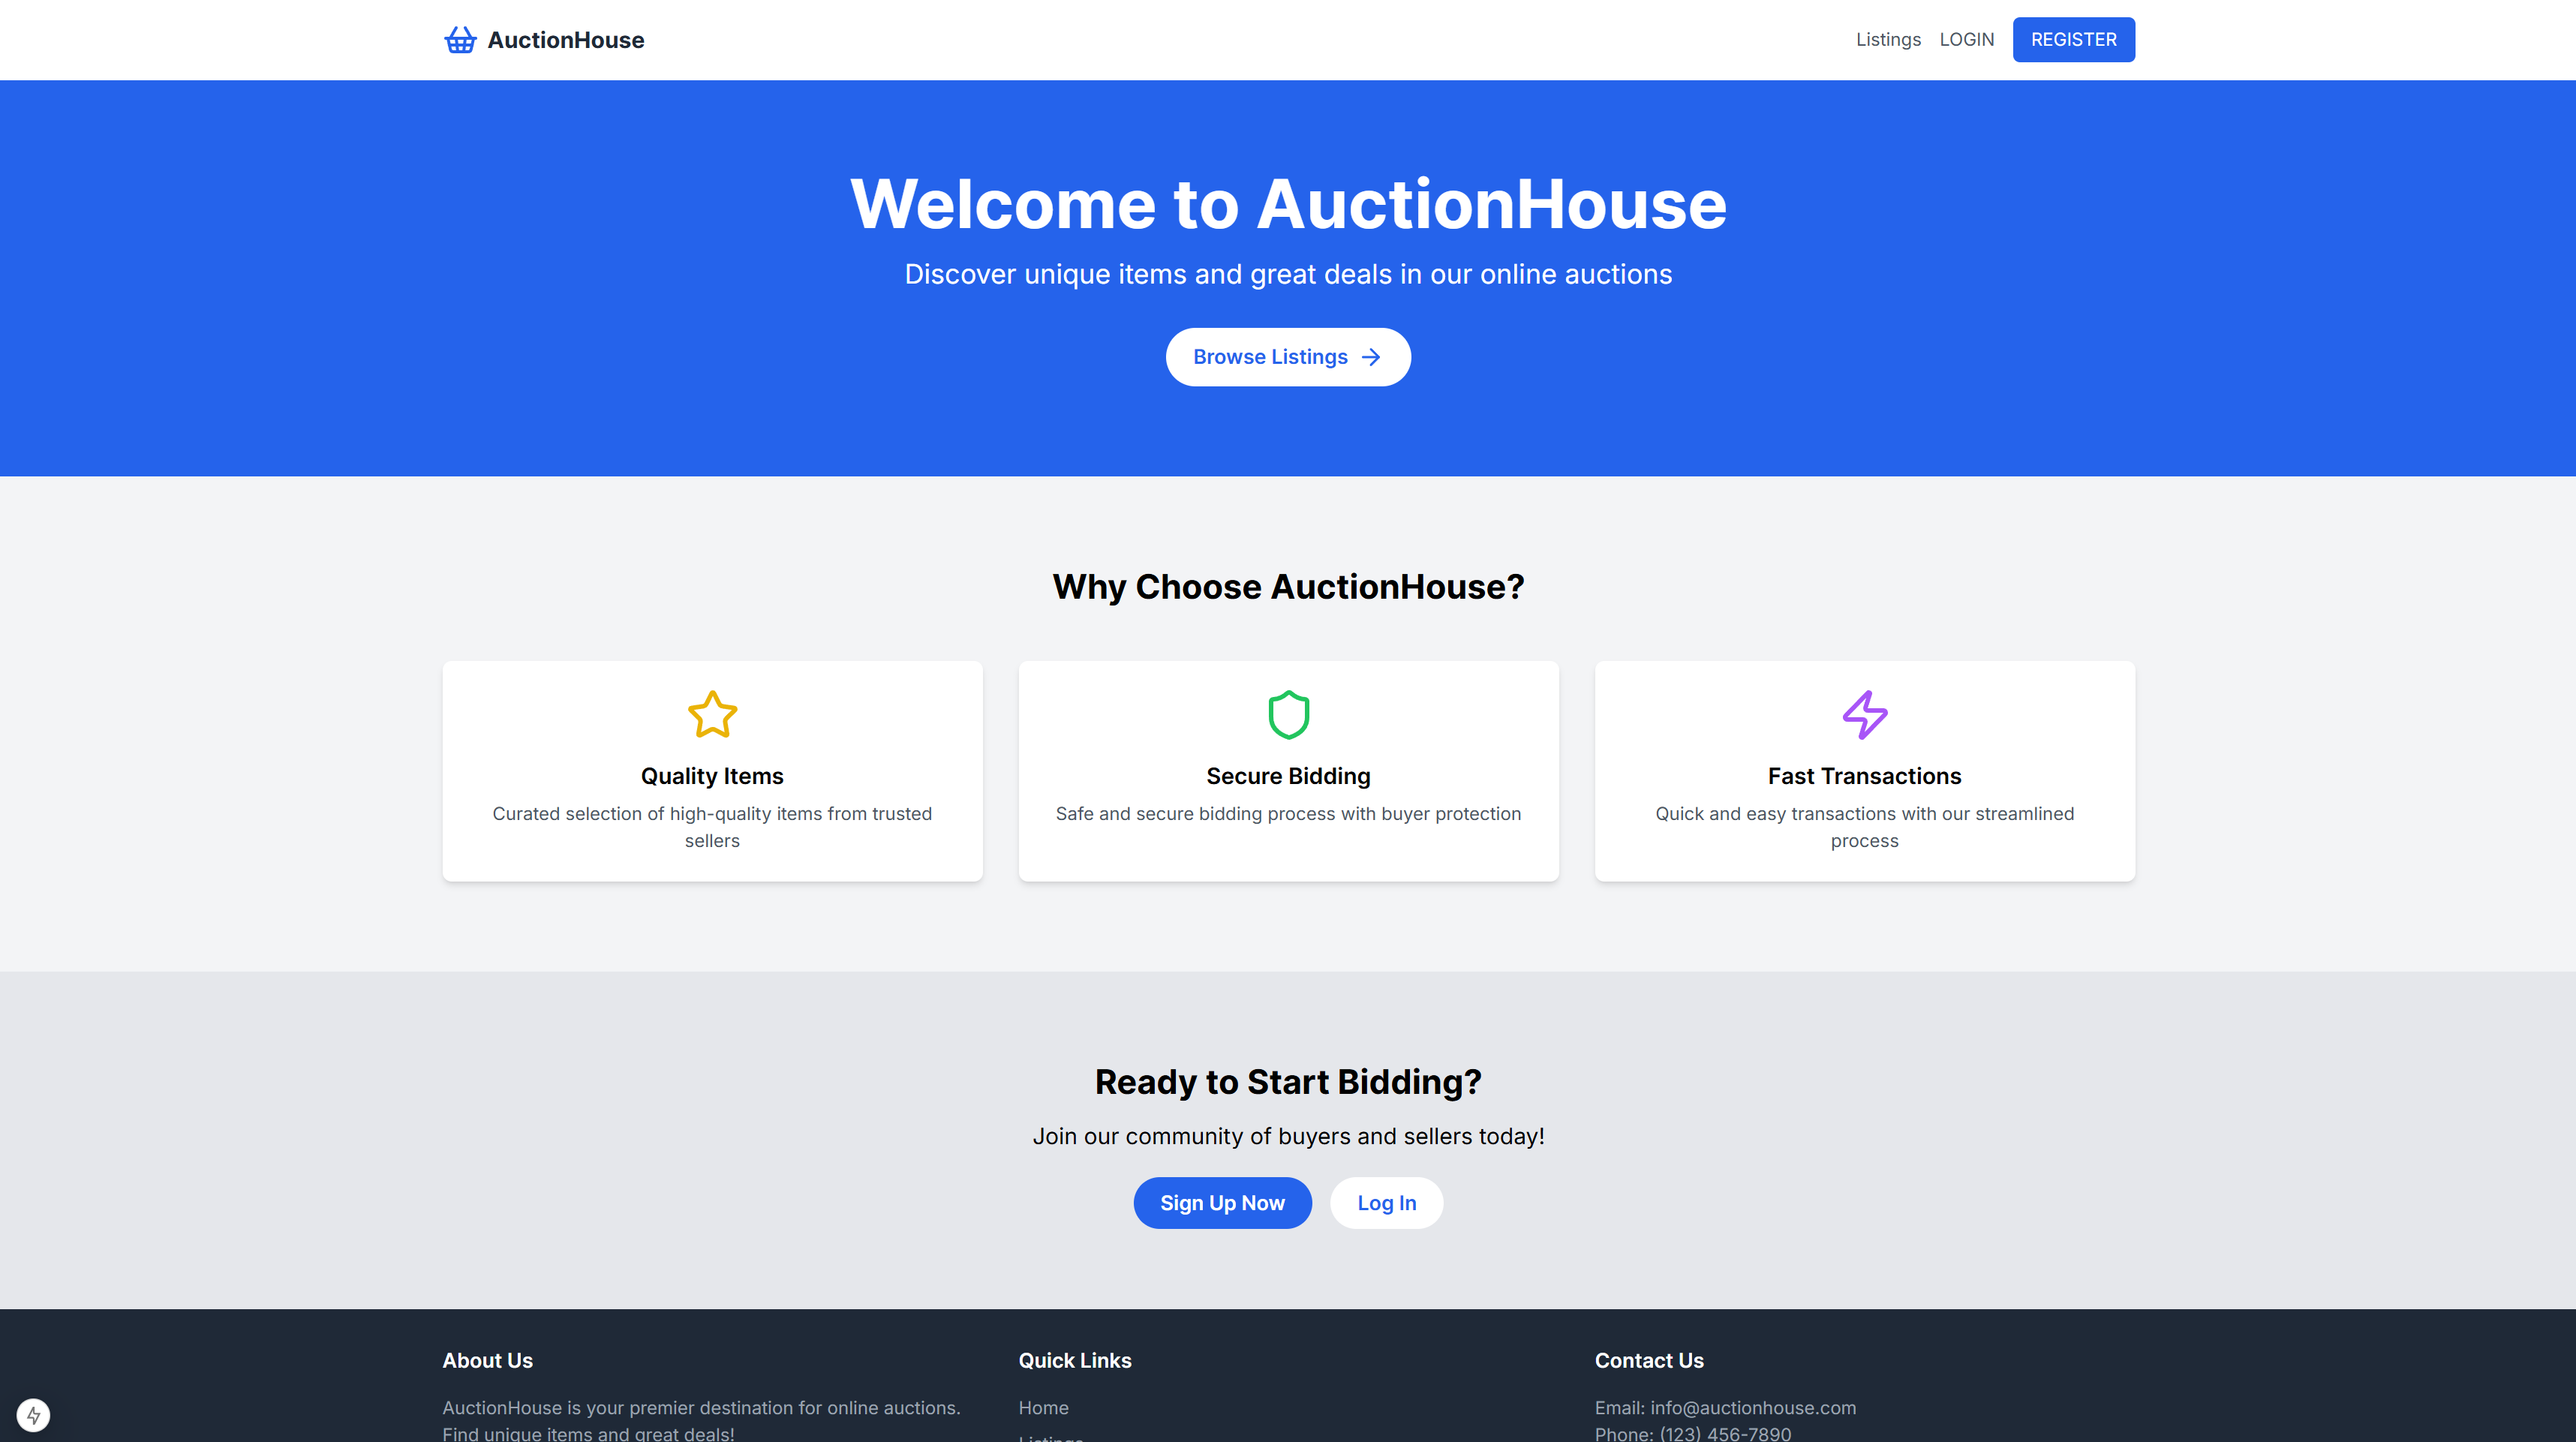 AuctionHouse
Listings LOGIN REGISTER
Welcome to AuctionHouse
Discover unique items and great deals in our online auctions
Browse Listings
Why Choose AuctionHouse?
Quality Items
Curated selection of high-quality items from trusted
sellers
Secure Bidding
Safe and secure bidding process with buyer protection
Fast Transactions
Quick and easy transactions with our streamlined
process
Ready to Start Bidding?
Join our community of buyers and sellers today!
Sign Up Now
Log In
About Us
AuctionHouse is your premier destination for online auctions.
Find unique items and great deals!
Quick Links
Home
Listings
Contact Us
Email: info@auctionhouse.com
Phone: (123) 456-7890